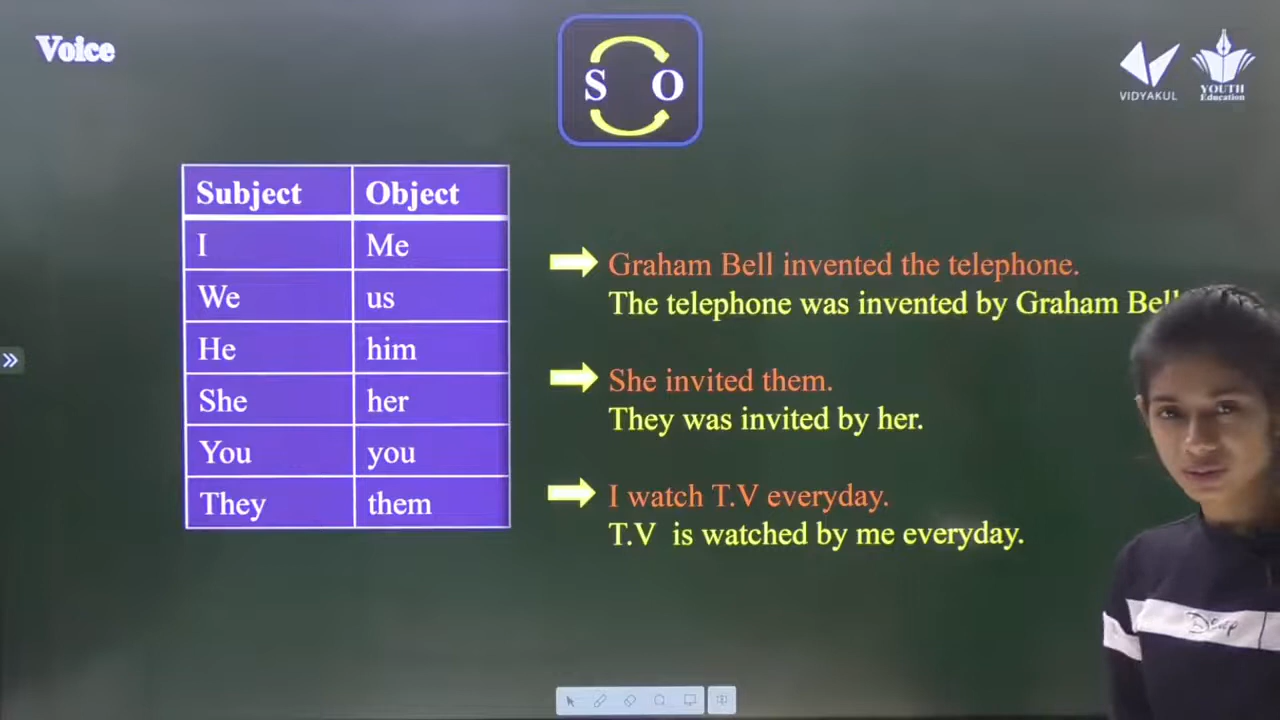 Voice
S O
VIDYAKUL
YOUTH
Education
Subject Object
I Me
We us
He him
She her
You you
They them
Graham Bell invented the telephone.
The telephone was invented by Graham Bell
She invited them.
They was invited by her.
I watch T.V everyday.
T.V is watched by me everyday.